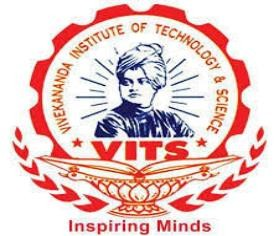 VIVEKANANDA INSTITUTE OF TECHNOLOGY & SCIENCE
VITS
Inspiring Minds